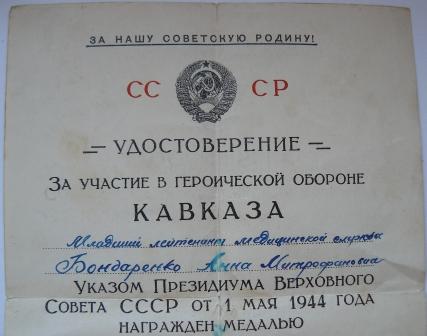 ЗА НАШУ СОВЕТСКУЮ РОДИНУ!
СС СР
— УДОСТОВЕРЕНИЕ —
ЗА УЧАСТИЕ В ГЕРОИЧЕСКОЙ ОБОРОНЕ
КАВКАЗА
Младший лейтенант медицинской службы
Бондаренко Анна Митрофановна
УКАЗОМ ПРЕЗИДИУМА ВЕРХОВНОГО
СОВЕТА СССР ОТ 1 МАЯ 1944 ГОДА
НАГРАЖДЕН МЕДАЛЬЮ